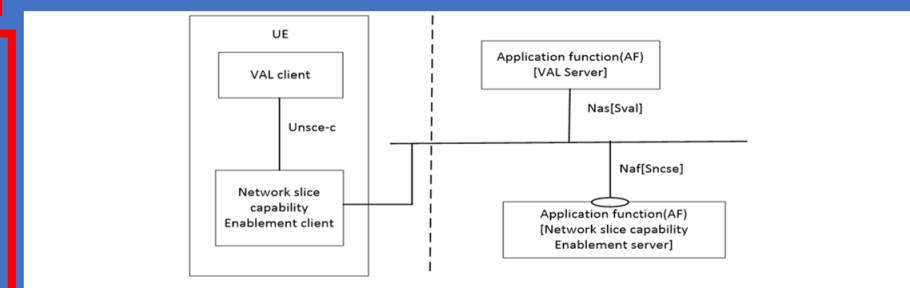 UE
VAL client
Unsce-c
Network slice
capability
Enablement client
Application function(AF)
[VAL Server]
Nas[Sval]
Naf[Sncse]
Application function(AF)
[Network slice capability
Enablement server]